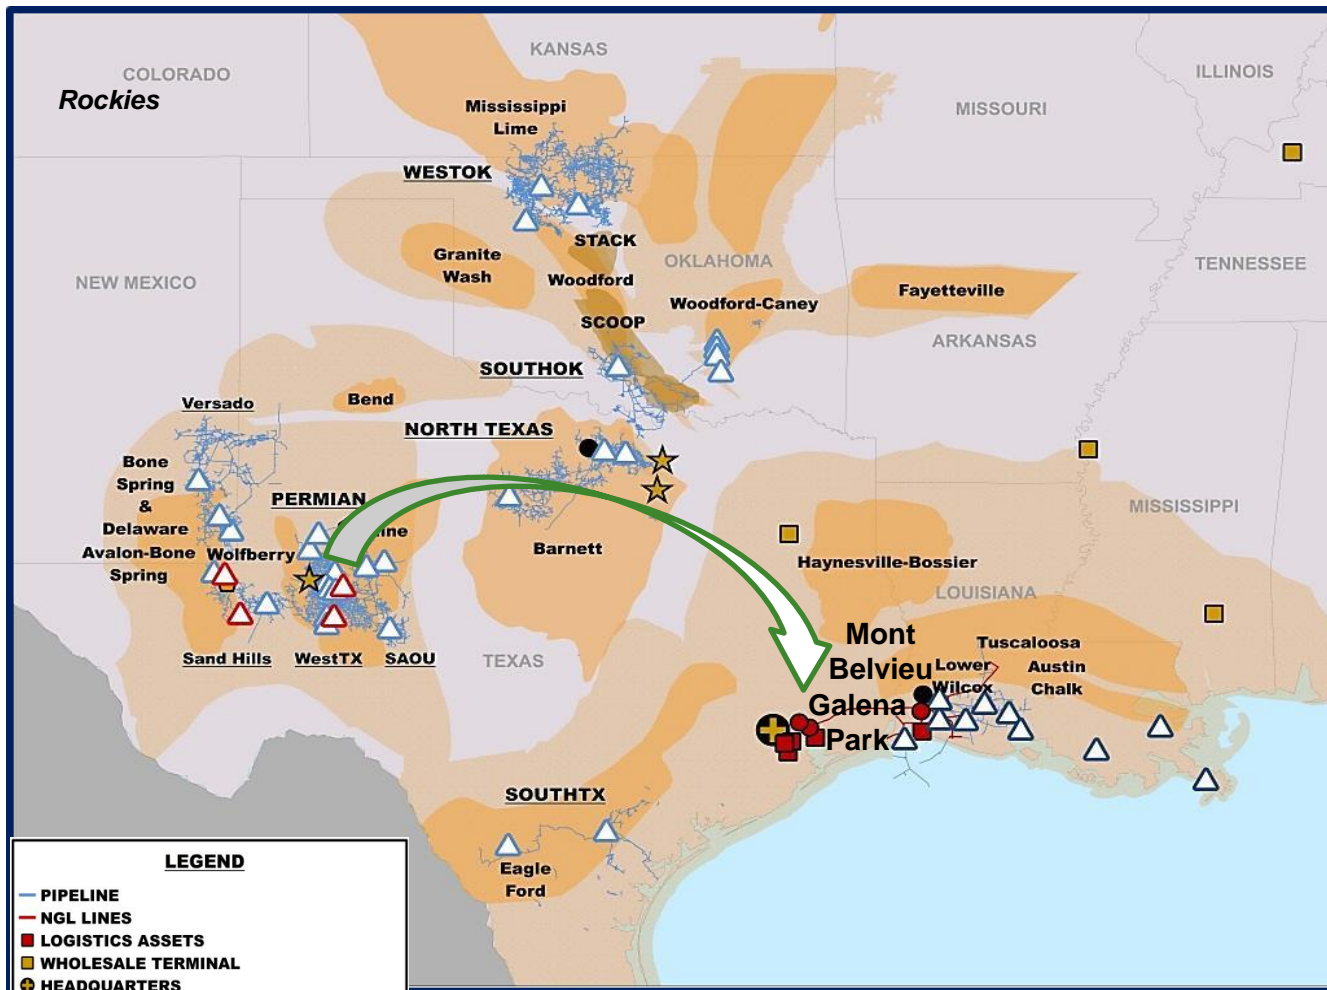 KANSAS
COLORADO
ILLINOIS
Rockies
Mississippi
Lime
MISSOURI
WESTOK
STACK
Granite
Wash
Woodford
OKLAHOMA
TENNESSEE
NEW MEXICO
Fayetteville
Woodford-Caney
SCOOP
ARKANSAS
SOUTHOK
Bend
Versado
NORTH TEXAS
Bone
Spring
&
Delaware
PERMIAN
MISSISSIPPI
Avalon-Bone
Spring
Wolfberry
Barnett
Haynesville-Bossier
LOUISIANA
Mont
Belvieu
Tuscaloosa
Austin
Chalk
Lower
Wilcox
Sand Hills
WestTX
SAOU
TEXAS
Galena
Park
SOUTHTX
Eagle
Ford
LEGEND
PIPELINE
NGL LINES
LOGISTICS ASSETS
WHOLESALE TERMINAL
HEADQUARTERS